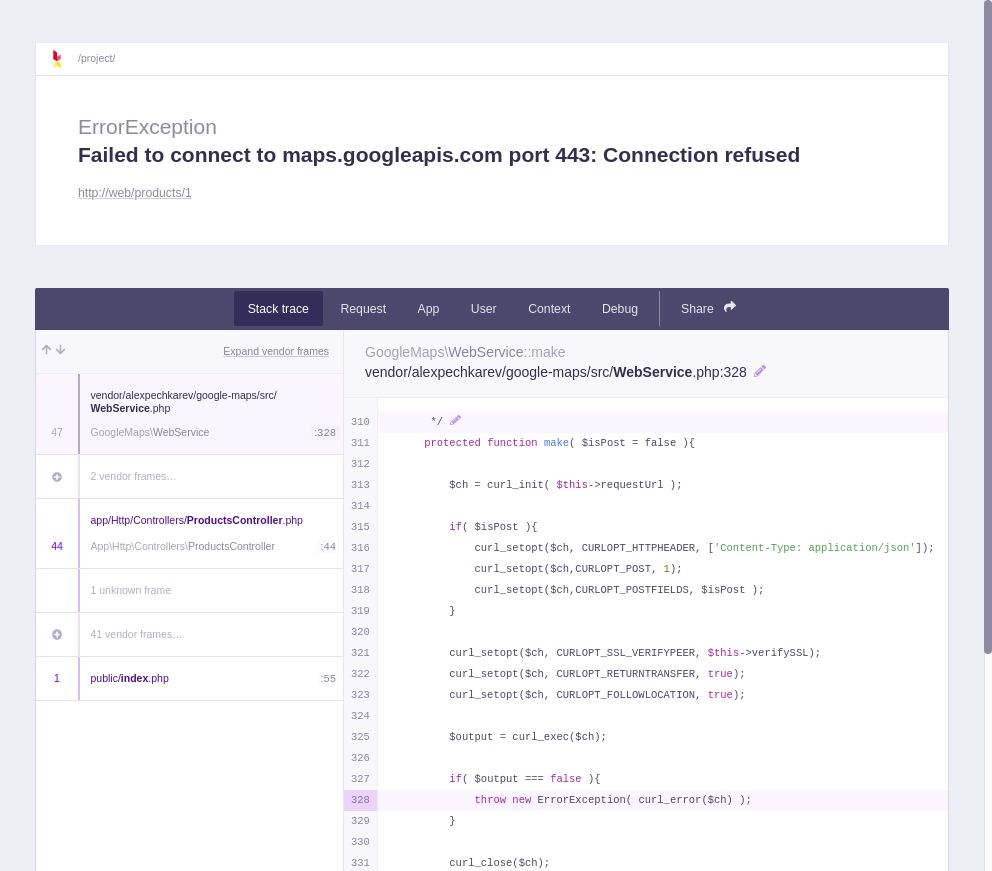 /project/
ErrorException
Failed to connect to maps.googleapis.com port 443: Connection refused
http://web/products/1
Stack trace Request App User Context Debug Share
Expand vendor frames
vendor/alexpechkarev/google-maps/src/
WebService.php
47 GoogleMaps\WebService :328
2 vendor frames…
app/Http/Controllers/ProductsController.php
44 App\Http\Controllers\ProductsController :44
1 unknown frame
41 vendor frames…
1 public/index.php :55
GoogleMaps\WebService::make
vendor/alexpechkarev/google-maps/src/WebService.php:328
310      */
311     protected function make( $isPost = false ){
312
313         $ch = curl_init( $this->requestUrl );
314
315         if( $isPost ){
316             curl_setopt($ch, CURLOPT_HTTPHEADER, ['Content-Type: application/json']);
317             curl_setopt($ch,CURLOPT_POST, 1);
318             curl_setopt($ch,CURLOPT_POSTFIELDS, $isPost );
319         }
320
321         curl_setopt($ch, CURLOPT_SSL_VERIFYPEER, $this->verifySSL);
322         curl_setopt($ch, CURLOPT_RETURNTRANSFER, true);
323         curl_setopt($ch, CURLOPT_FOLLOWLOCATION, true);
324
325         $output = curl_exec($ch);
326
327         if( $output === false ){
328             throw new ErrorException( curl_error($ch) );
329         }
330
331         curl_close($ch);